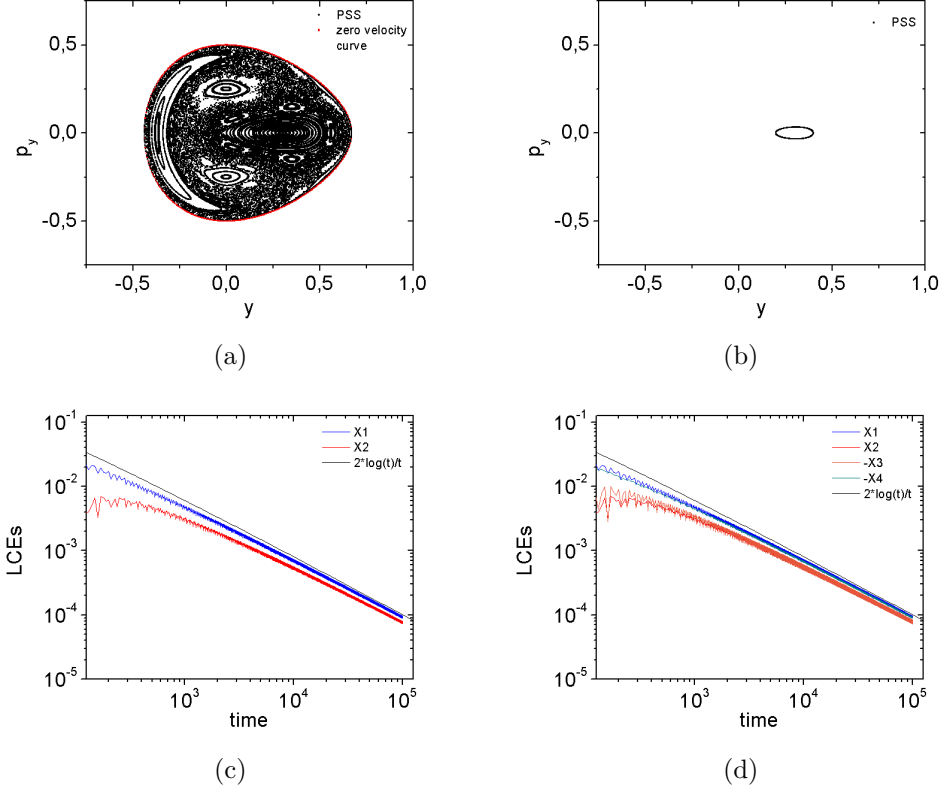 PSS
zero velocity
curve
0,5
0,0
-0,5
p_y
-0,5
0,0
0,5
1,0
y
(a)
PSS
0,5
0,0
-0,5
p_y
-0,5
0,0
0,5
1,0
y
(b)
X1
X2
2*log(t)/t
10^-1
10^-2
10^-3
10^-4
10^-5
LCEs
10^3
10^4
10^5
time
(c)
X1
X2
-X3
-X4
2*log(t)/t
10^-1
10^-2
10^-3
10^-4
10^-5
LCEs
10^3
10^4
10^5
time
(d)